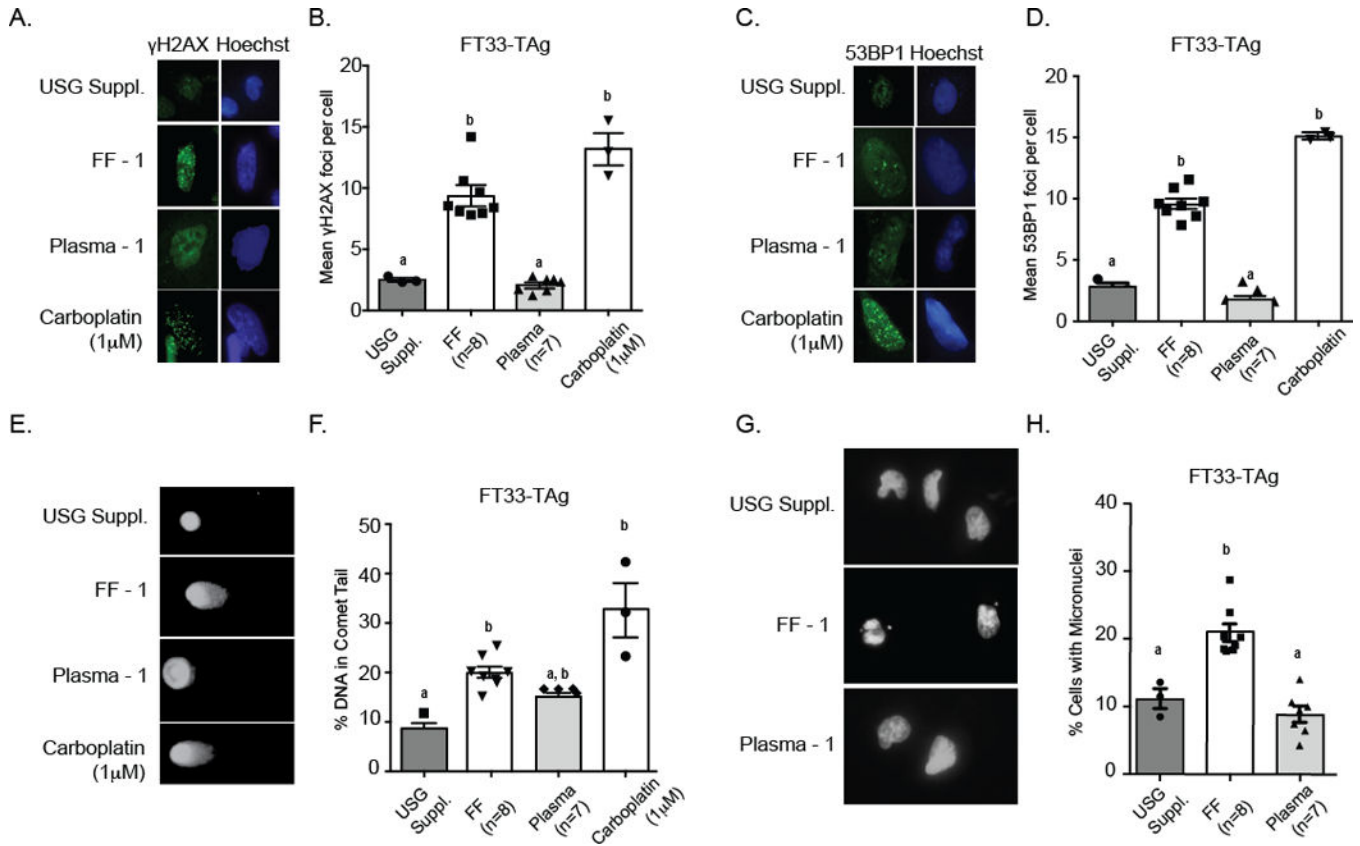 A.
γH2AX Hoechst
USG Suppl.
FF - 1
Plasma - 1
Carboplatin
(1μM)
B.
FT33-TAg
Mean γH2AX foci per cell
20
15
10
5
0
a
b
a
b
USG
Suppl.
FF
(n=8)
Plasma
(n=7)
Carboplatin
(1μM)
C.
53BP1 Hoechst
USG Suppl.
FF - 1
Plasma - 1
Carboplatin
(1μM)
D.
FT33-TAg
Mean 53BP1 foci per cell
20
15
10
5
0
a
b
a
b
USG
Suppl.
FF
(n=8)
Plasma
(n=7)
Carboplatin
E.
USG Suppl.
FF - 1
Plasma - 1
Carboplatin
(1μM)
F.
FT33-TAg
% DNA in Comet Tail
50
40
30
20
10
0
a
b
a, b
b
USG
Suppl.
FF
(n=8)
Plasma
(n=7)
Carboplatin
(1μM)
G.
USG Suppl.
FF - 1
Plasma - 1
H.
FT33-TAg
% Cells with Micronuclei
40
30
20
10
0
a
b
a
USG
Suppl.
FF
(n=8)
Plasma
(n=7)